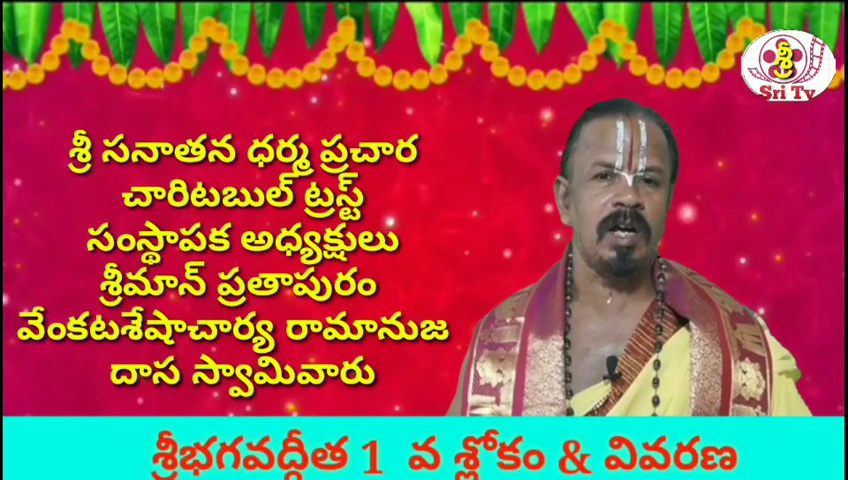 శ్రీ
Sri Tv
శ్రీ సనాతన ధర్మ ప్రచార
చారిటబుల్ ట్రస్ట్
సంస్థాపక అధ్యక్షులు
శ్రీమాన్ ప్రతాపురం
వేంకటశేషాచార్య రామానుజ
దాస స్వామివారు
శ్రీభగవద్గీత 1 వ శ్లోకం & వివరణ